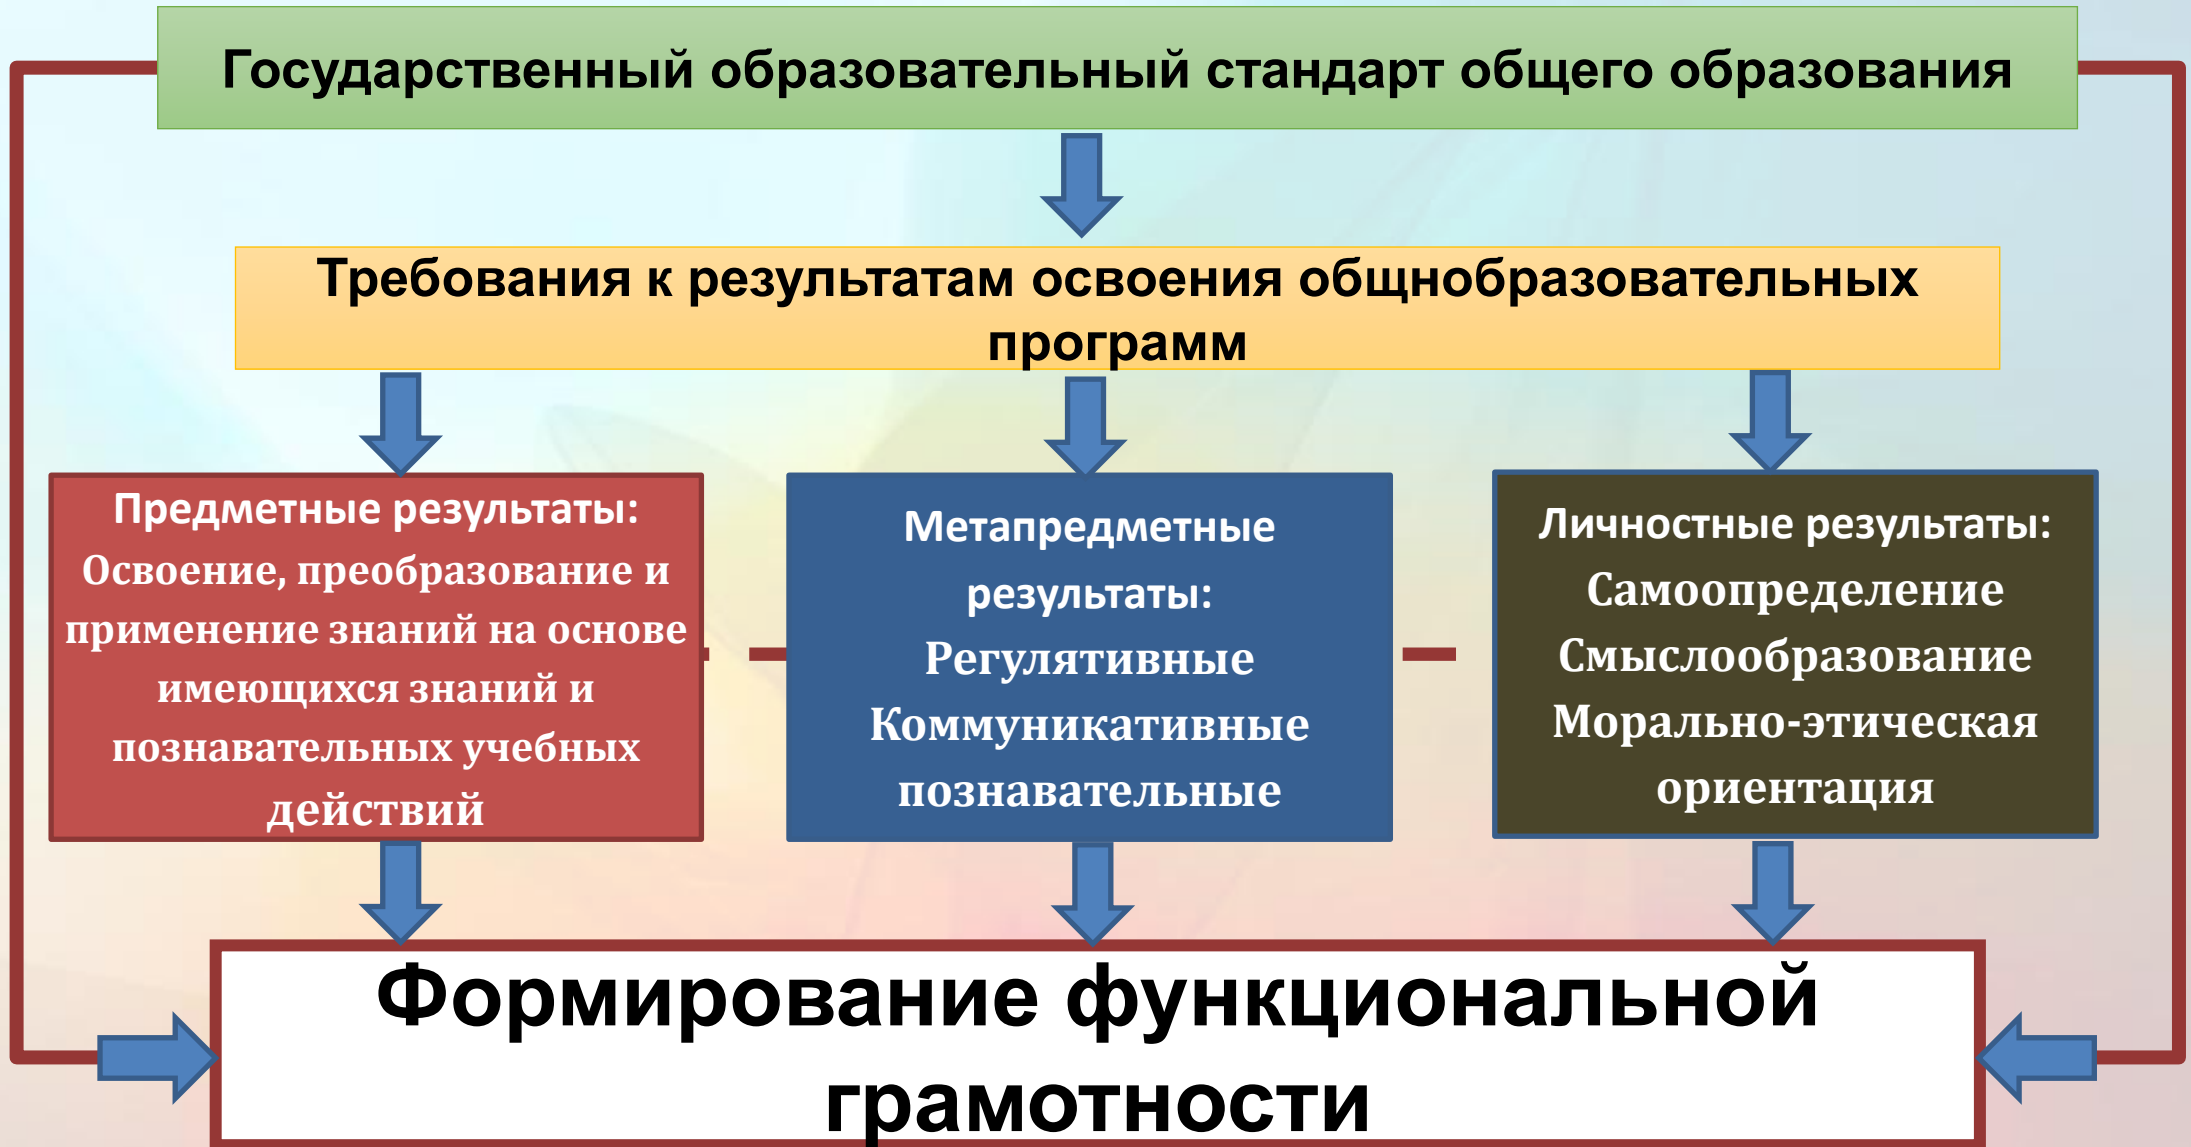 Государственный образовательный стандарт общего образования
Требования к результатам освоения общнобразовательных
программ
Предметные результаты:
Освоение, преобразование и
применение знаний на основе
имеющихся знаний и
познавательных учебных
действий
Метапредметные
результаты:
Регулятивные
Коммуникативные
познавательные
Личностные результаты:
Самоопределение
Смыслообразование
Морально-этическая
ориентация
Формирование функциональной
грамотности